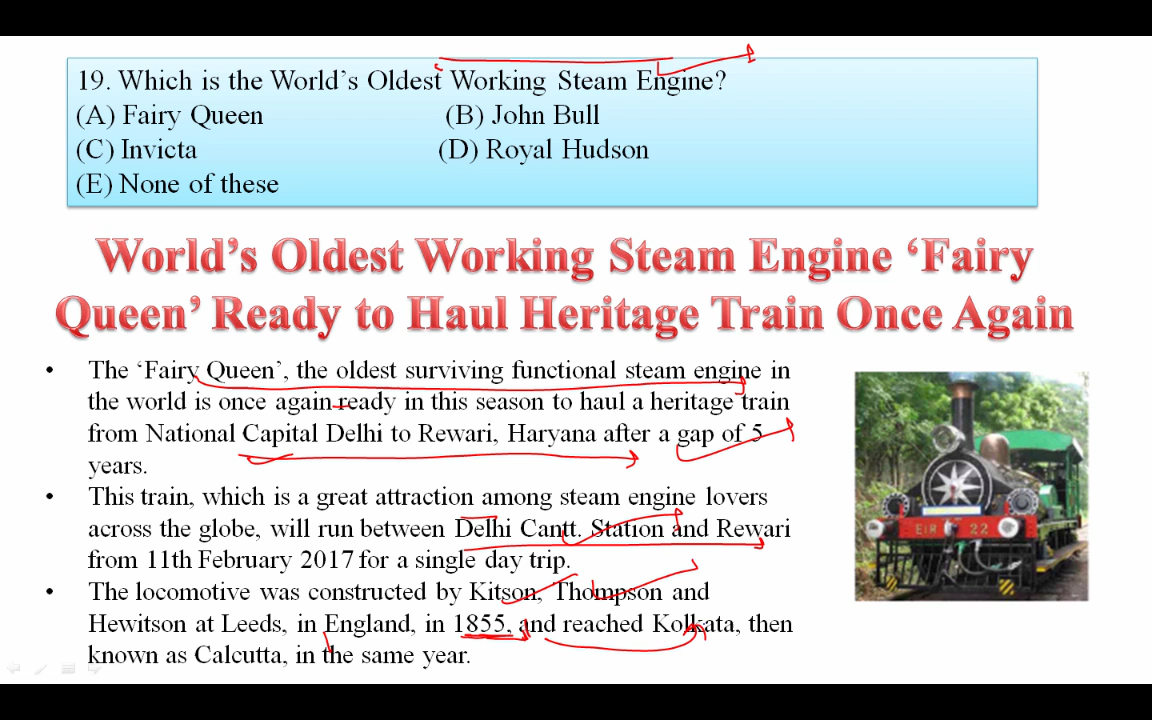 19. Which is the World's Oldest Working Steam Engine?
(A) Fairy Queen (B) John Bull
(C) Invicta (D) Royal Hudson
(E) None of these
World's Oldest Working Steam Engine 'Fairy
Queen' Ready to Haul Heritage Train Once Again
• The 'Fairy Queen', the oldest surviving functional steam engine in
the world is once again ready in this season to haul a heritage train
from National Capital Delhi to Rewari, Haryana after a gap of 5
years.
• This train, which is a great attraction among steam engine lovers
across the globe, will run between Delhi Cantt. Station and Rewari
from 11th February 2017 for a single day trip.
• The locomotive was constructed by Kitson, Thompson and
Hewitson at Leeds, in England, in 1855, and reached Kolkata, then
known as Calcutta, in the same year.
EIR 22